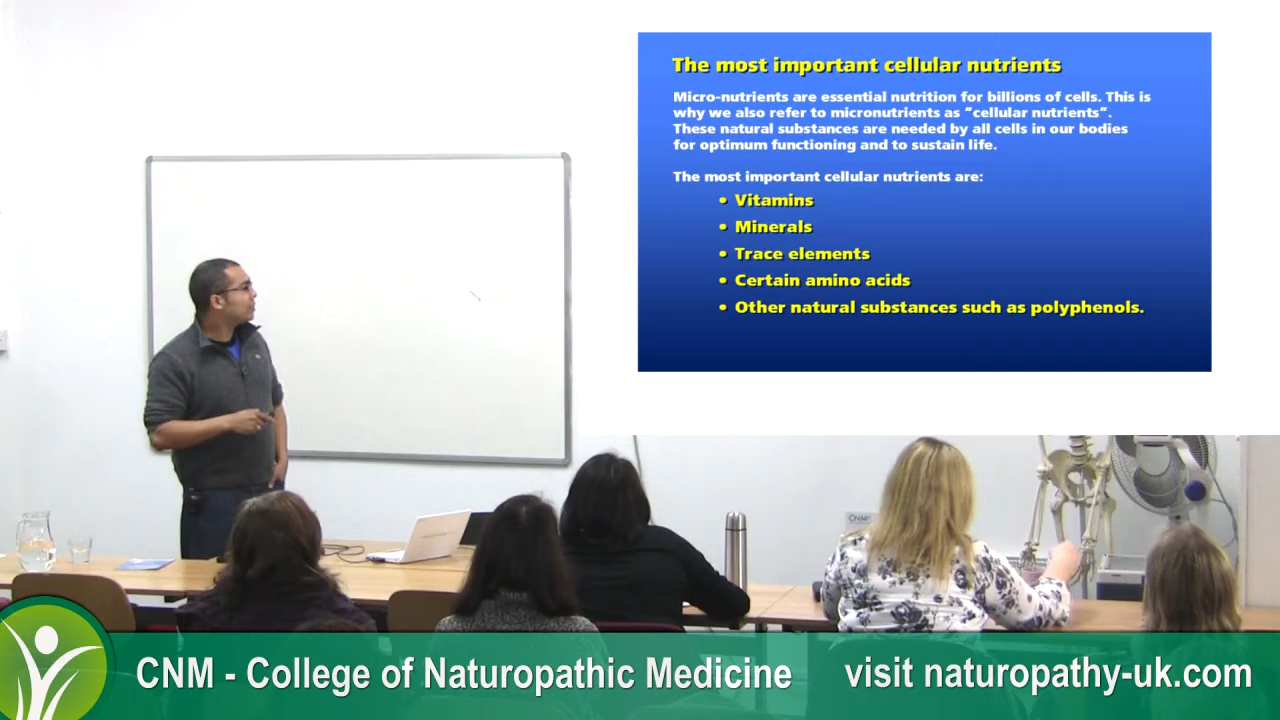 The most important cellular nutrients
Micro-nutrients are essential nutrition for billions of cells. This is
why we also refer to micronutrients as “cellular nutrients”.
These natural substances are needed by all cells in our bodies
for optimum functioning and to sustain life.
The most important cellular nutrients are:
• Vitamins
• Minerals
• Trace elements
• Certain amino acids
• Other natural substances such as polyphenols.
CNM
CNM - College of Naturopathic Medicine
visit naturopathy-uk.com